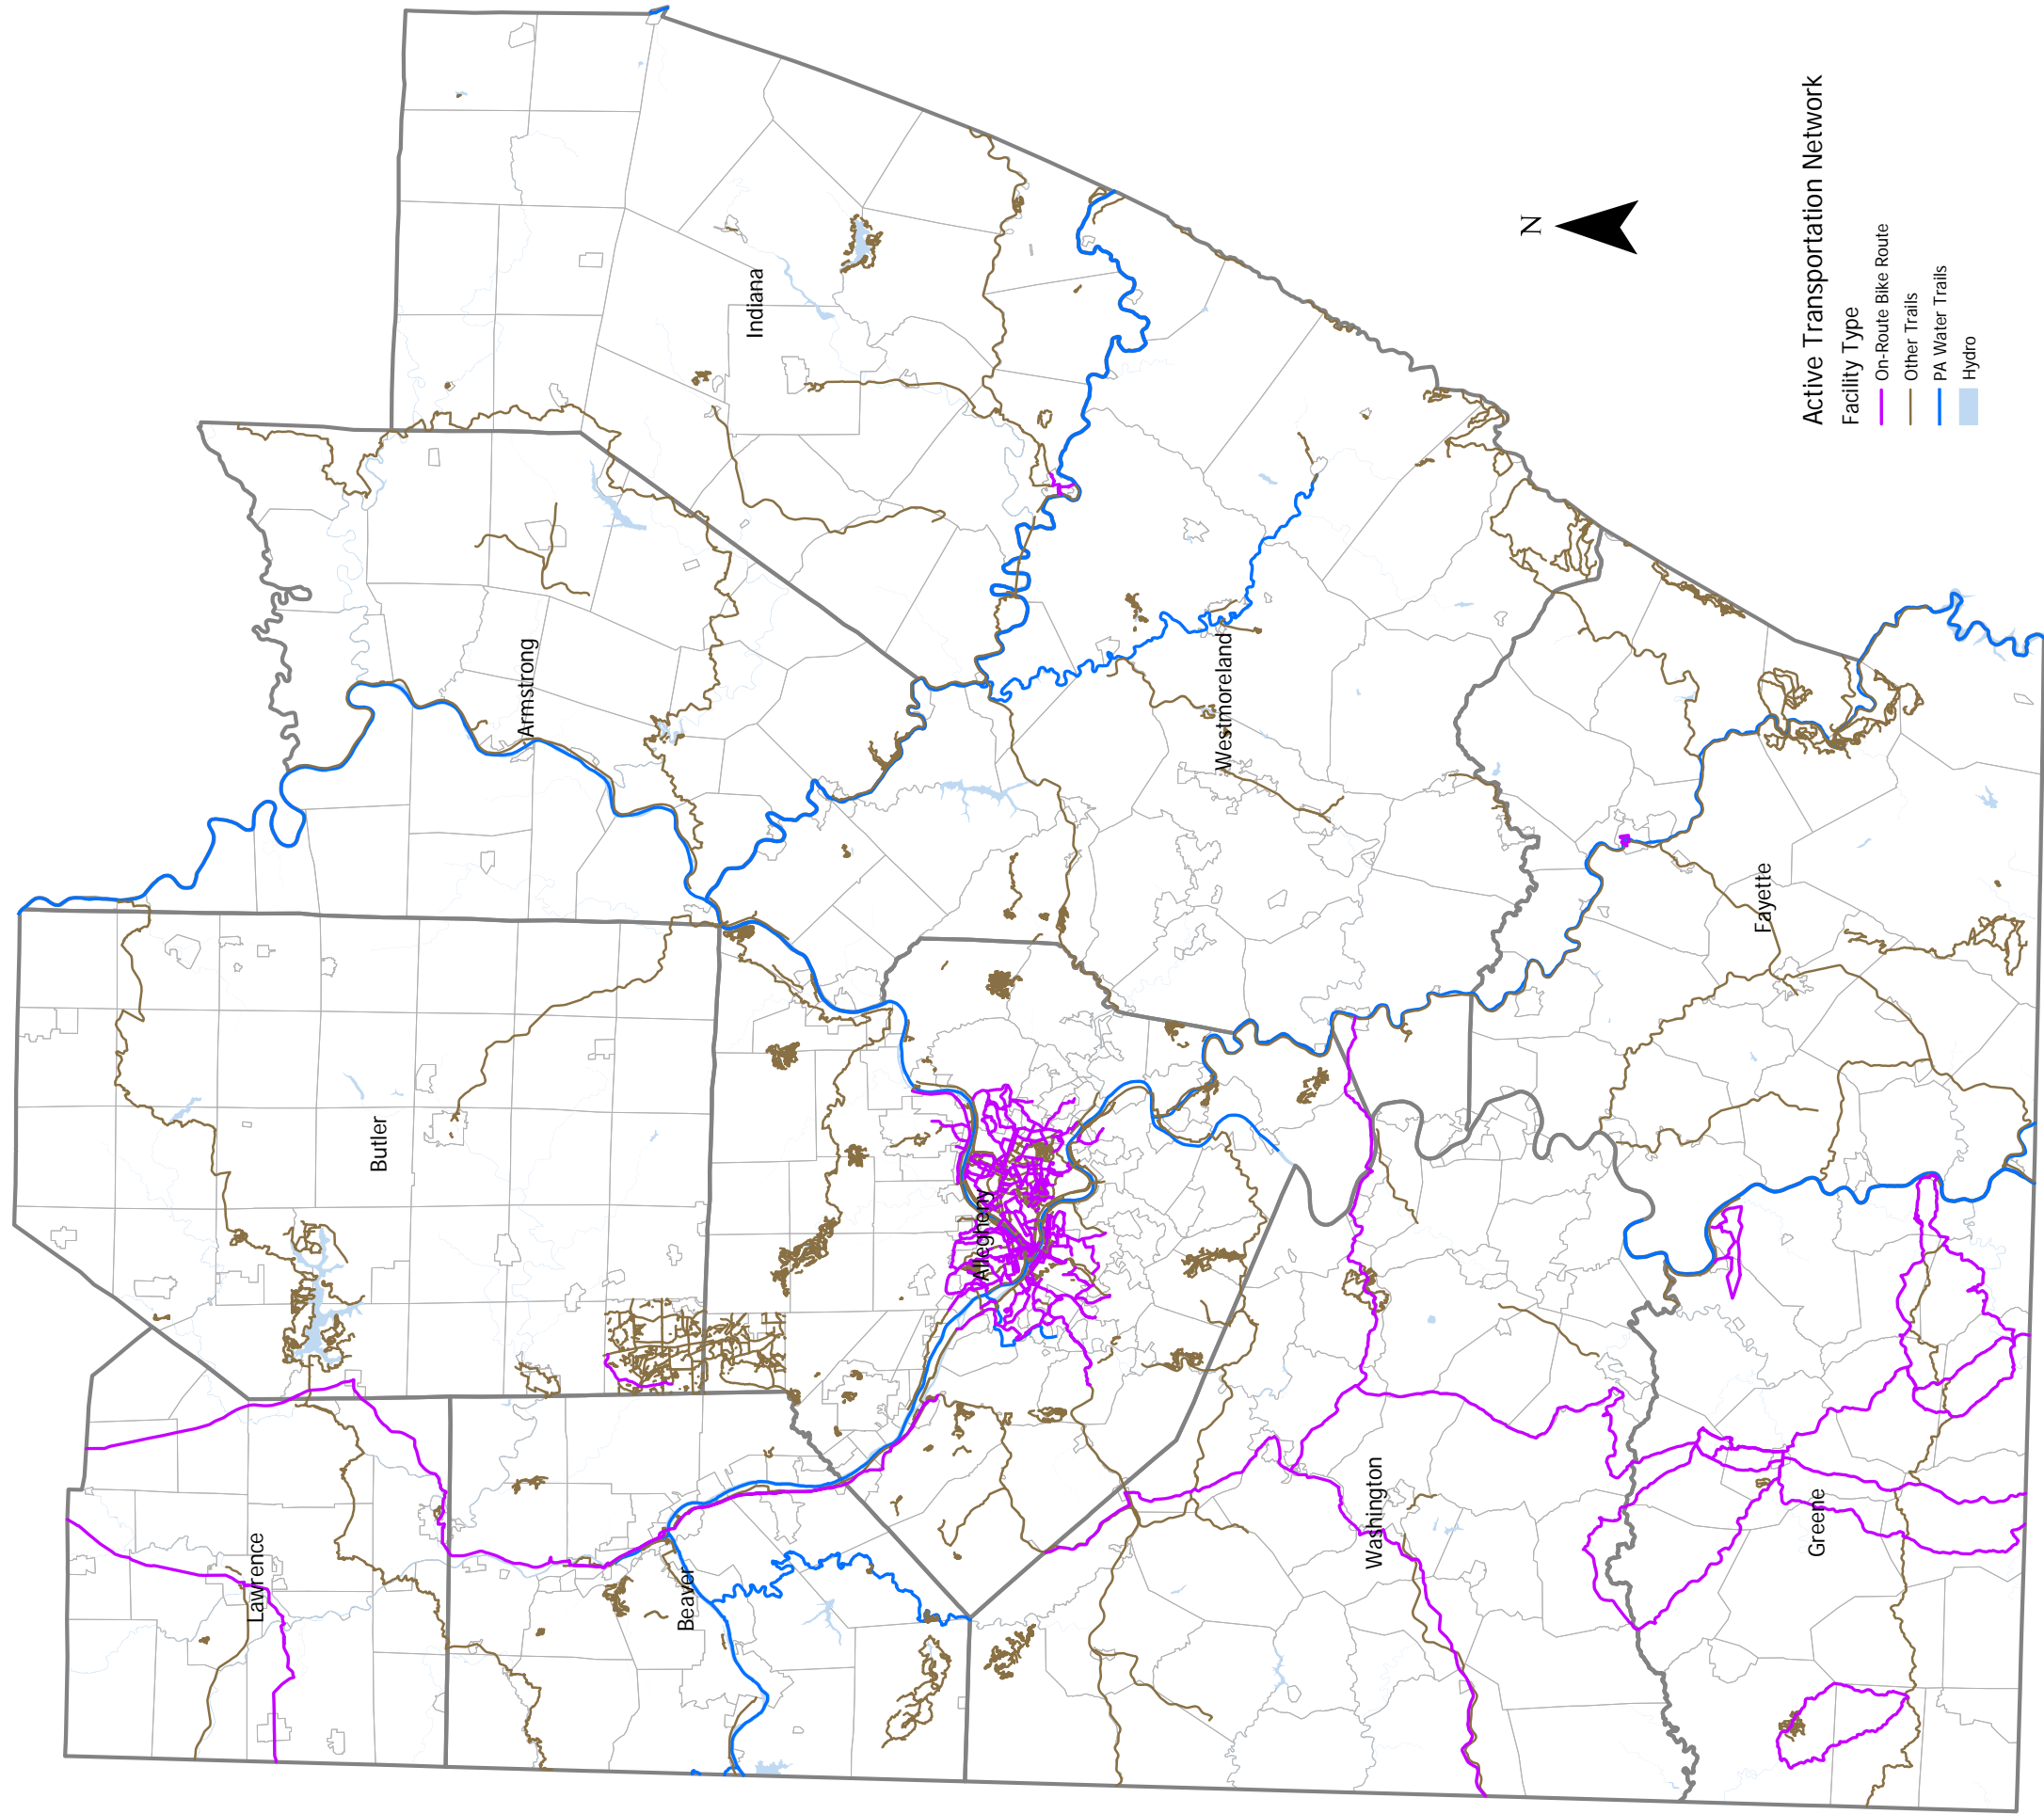 Indiana
Armstrong
Butler
Lawrence
Beaver
Allegheny
Westmoreland
Fayette
Washington
Greene
N
Active Transportation Network
Facility Type
On-Route Bike Route
Other Trails
PA Water Trails
Hydro